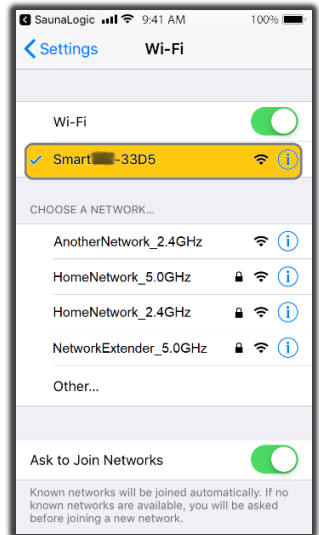 SaunaLogic 9:41 AM 100%
Settings Wi-Fi
Wi-Fi
Smart -33D5
CHOOSE A NETWORK...
AnotherNetwork_2.4GHz
HomeNetwork_5.0GHz
HomeNetwork_2.4GHz
NetworkExtender_5.0GHz
Other...
Ask to Join Networks
Known networks will be joined automatically. If no
known networks are available, you will be asked
before joining a new network.